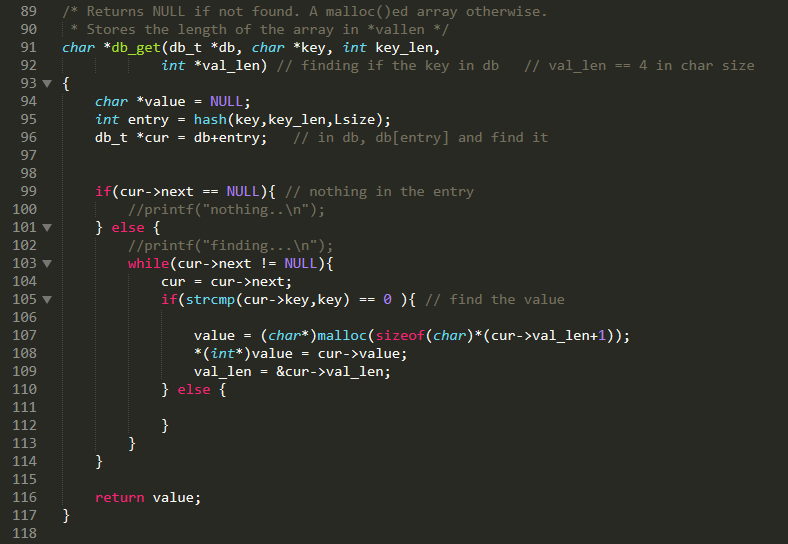 89 /* Returns NULL if not found. A malloc()ed array otherwise.
90  * Stores the length of the array in *vallen */
91 char *db_get(db_t *db, char *key, int key_len,
92             int *val_len) // finding if the key in db   // val_len == 4 in char size
93 {
94     char *value = NULL;
95     int entry = hash(key,key_len,Lsize);
96     db_t *cur = db+entry;   // in db, db[entry] and find it
97
98
99     if(cur->next == NULL){ // nothing in the entry
100         //printf("nothing..\n");
101     } else {
102         //printf("finding...\n");
103         while(cur->next != NULL){
104             cur = cur->next;
105             if(strcmp(cur->key,key) == 0 ){ // find the value
106
107                 value = (char*)malloc(sizeof(char)*(cur->val_len+1));
108                 *(int*)value = cur->value;
109                 val_len = &cur->val_len;
110             } else {
111
112             }
113         }
114     }
115
116     return value;
117 }
118